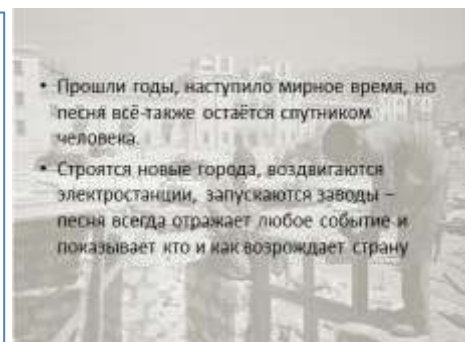 • Прошли годы, наступило мирное время, но
песня всё-также остаётся спутником
человека.
• Строятся новые города, воздвигаются
электростанции, запускаются заводы –
песня всегда отражает любое событие и
показывает кто и как возрождает страну